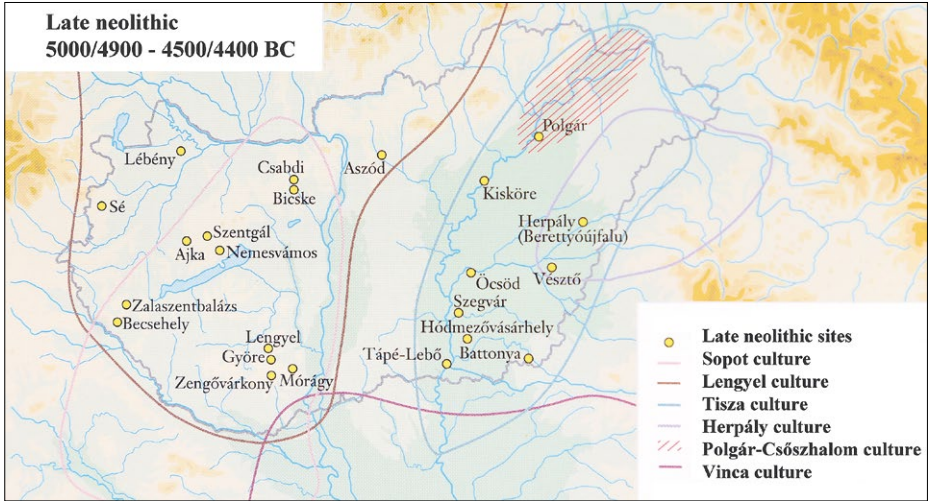 Late neolithic
5000/4900 - 4500/4400 BC
Lébény
Csabdi
Bicske
Aszód
Polgár
Kisköre
Sé
Szentgál
Ajka
Nemesvámos
Herpály
(Berettyóújfalu)
Öcsöd
Vésztő
Szegvár
Zalaszentbalázs
Becsehely
Hódmezővásárhely
Lengyel
Györe
Tápé-Lebő
Battonya
Zengővárkony
Mórágy
Late neolithic sites
Sopot culture
Lengyel culture
Tisza culture
Herpály culture
Polgár-Csőszhalom culture
Vinca culture